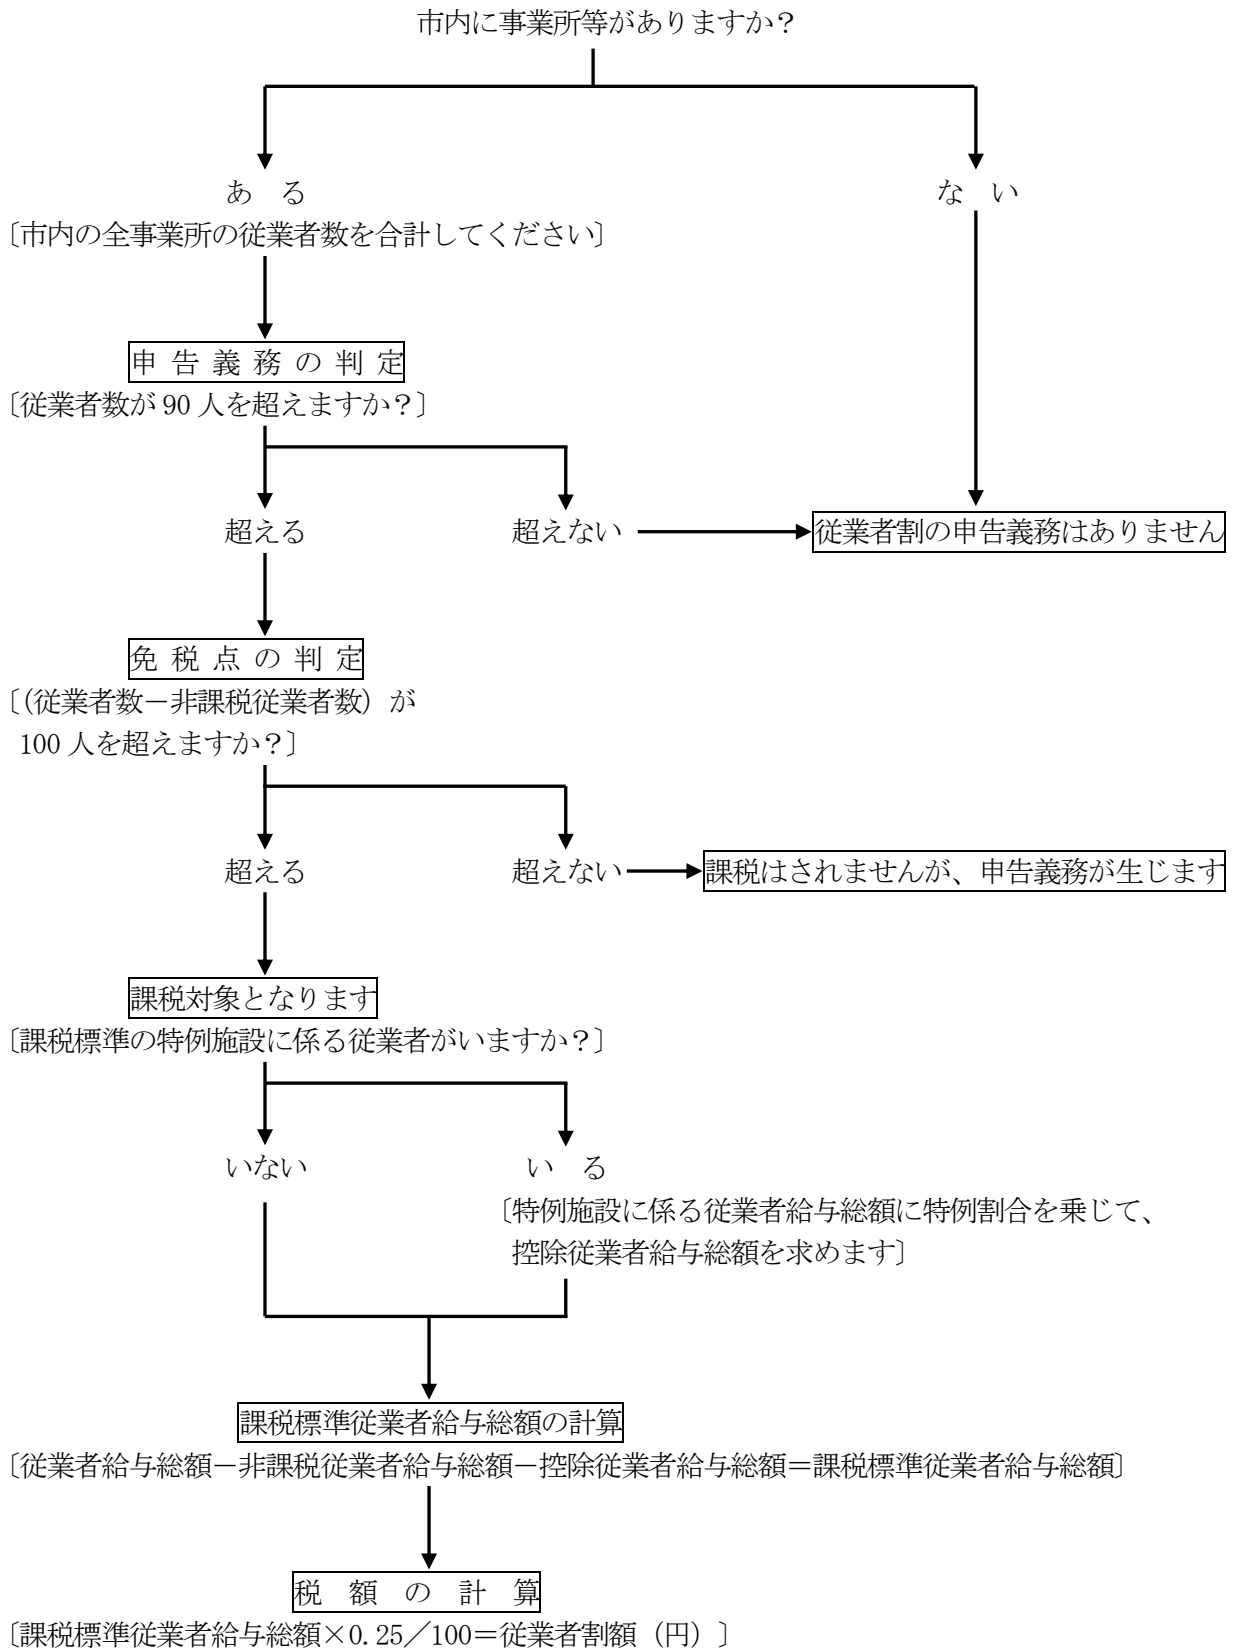 市内に事業所等がありますか？
ある
ない
〔市内の全事業所の従業者数を合計してください〕
申告義務の判定
〔従業者数が90人を超えますか？〕
超える
超えない
従業者割の申告義務はありません
免税点の判定
〔（従業者数－非課税従業者数）が
100人を超えますか？〕
超える
超えない
課税はされませんが、申告義務が生じます
課税対象となります
〔課税標準の特例施設に係る従業者がいますか？〕
いない
いる
〔特例施設に係る従業者給与総額に特例割合を乗じて、
控除従業者給与総額を求めます〕
課税標準従業者給与総額の計算
〔従業者給与総額－非課税従業者給与総額－控除従業者給与総額＝課税標準従業者給与総額〕
税額の計算
〔課税標準従業者給与総額×0.25／100＝従業者割額（円）〕